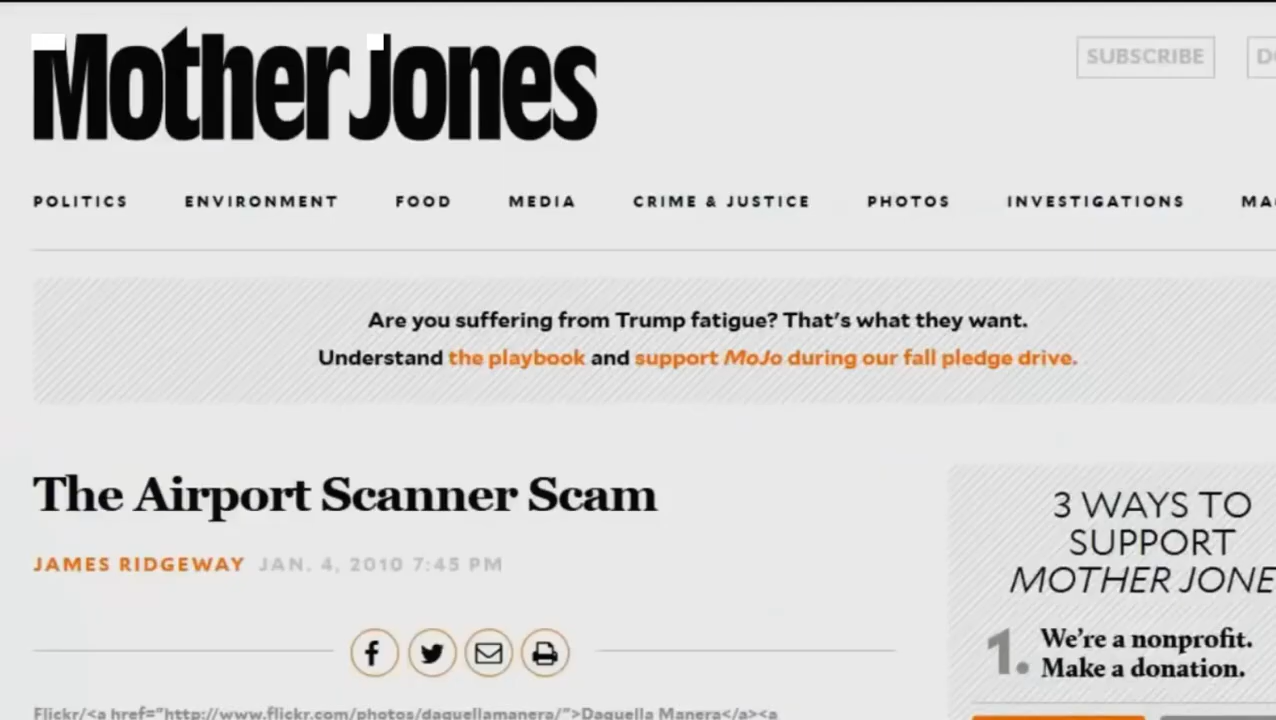 Mother Jones
SUBSCRIBE
POLITICS ENVIRONMENT FOOD MEDIA CRIME & JUSTICE PHOTOS INVESTIGATIONS
Are you suffering from Trump fatigue? That's what they want.
Understand the playbook and support MoJo during our fall pledge drive.
The Airport Scanner Scam
JAMES RIDGEWAY JAN. 4, 2010 7:45 PM
3 WAYS TO
SUPPORT
MOTHER JONE
1. We're a nonprofit.
Make a donation.
Flickr/<a href="http://www.flickr.com/photos/daquellamanera/">Daquella Manera</a><a